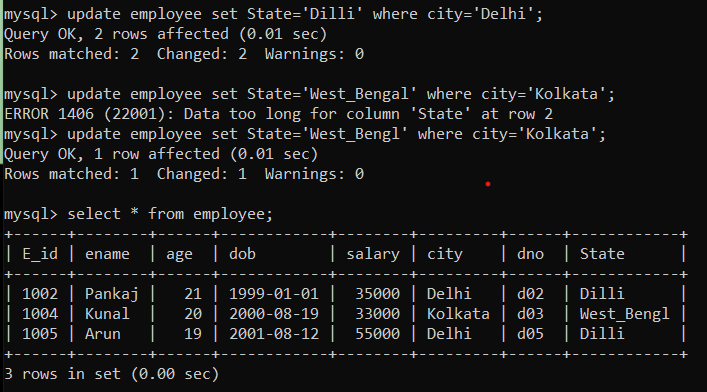 mysql> update employee set State='Dilli' where city='Delhi';
Query OK, 2 rows affected (0.01 sec)
Rows matched: 2  Changed: 2  Warnings: 0

mysql> update employee set State='West_Bengal' where city='Kolkata';
ERROR 1406 (22001): Data too long for column 'State' at row 2
mysql> update employee set State='West_Bengl' where city='Kolkata';
Query OK, 1 row affected (0.01 sec)
Rows matched: 1  Changed: 1  Warnings: 0

mysql> select * from employee;
+------+--------+------+------------+--------+---------+------+------------+
| E_id | ename  | age  | dob        | salary | city    | dno  | State      |
+------+--------+------+------------+--------+---------+------+------------+
| 1002 | Pankaj |   21 | 1999-01-01 |  35000 | Delhi   | d02  | Dilli      |
| 1004 | Kunal  |   20 | 2000-08-19 |  33000 | Kolkata | d03  | West_Bengl |
| 1005 | Arun   |   19 | 2001-08-12 |  55000 | Delhi   | d05  | Dilli      |
+------+--------+------+------------+--------+---------+------+------------+
3 rows in set (0.00 sec)